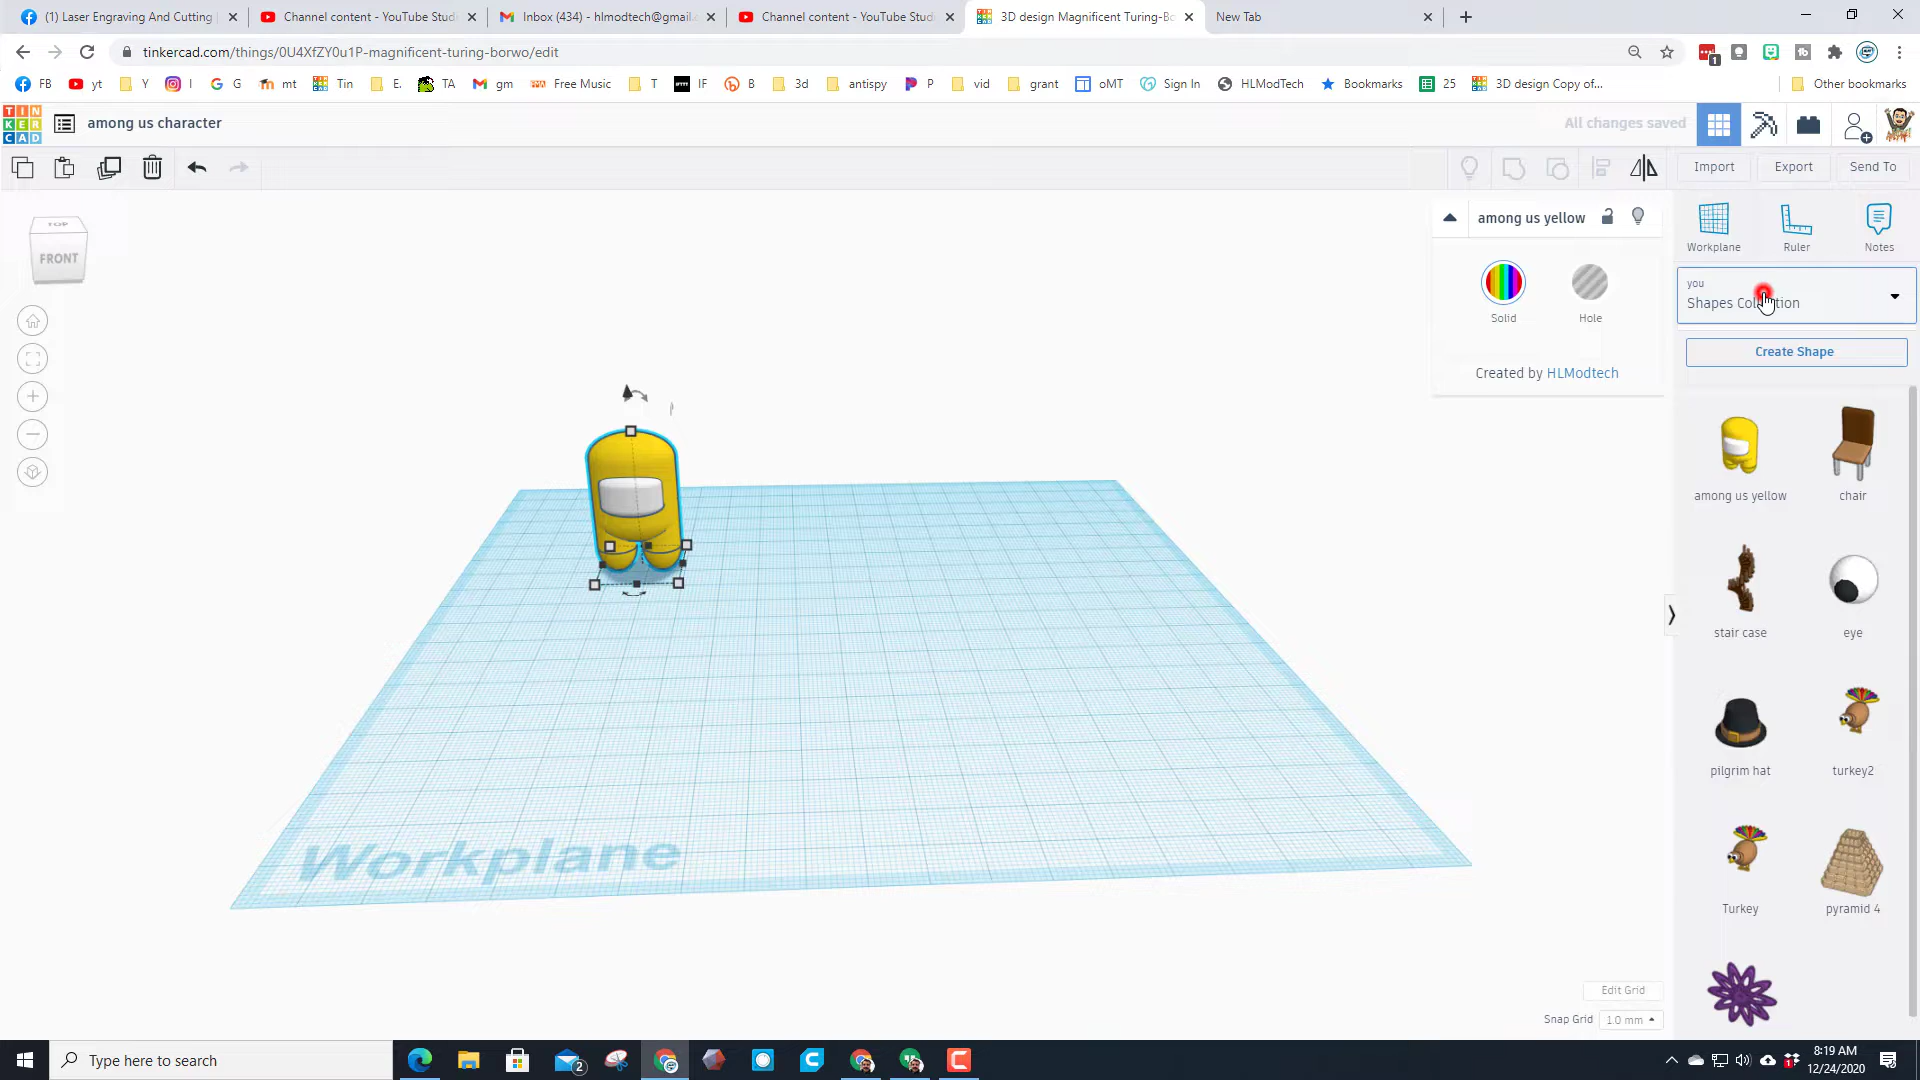 (1) Laser Engraving And Cutting
Channel content - YouTube Studi
Inbox (434) - hlmodtech@gmail.c
Channel content - YouTube Studi
3D design Magnificent Turing-Bo
New Tab
tinkercad.com/things/0U4XfZY0u1P-magnificent-turing-borwo/edit
1
FB yt Y I G mt Tin E. TA gm Free Music T IF B 3d antispy P vid grant oMT Sign In HLModTech Bookmarks 25 3D design Copy of... Other bookmarks
TIN
KER
CAD
among us character
All changes saved
Import Export Send To
TOP
FRONT
among us yellow
Solid Hole
Created by HLModtech
Workplane Ruler Notes
you
Shapes Collection
Create Shape
among us yellow chair
stair case eye
pilgrim hat turkey2
Turkey pyramid 4
Workplane
Edit Grid
Snap Grid 1.0 mm
Type here to search
2
8:19 AM
12/24/2020